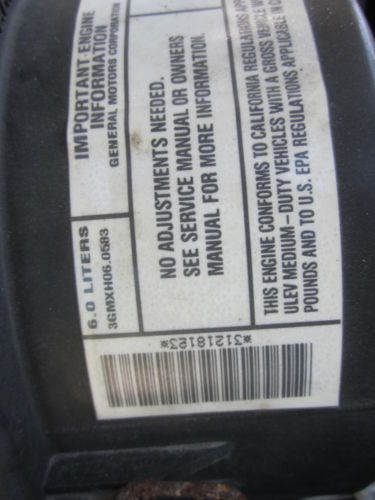 IMPORTANT ENGINE
INFORMATION
GENERAL MOTORS CORPORATION
6.0 LITERS
3GMXH06.0583
NO ADJUSTMENTS NEEDED.
SEE SERVICE MANUAL OR OWNERS
MANUAL FOR MORE INFORMATION.
THIS ENGINE CONFORMS TO CALIFORNIA REGULATIONS
ULEV MEDIUM-DUTY VEHICLES WITH A GROSS VEHICLE
POUNDS AND TO U.S. EPA REGULATIONS APPLICABLE IN